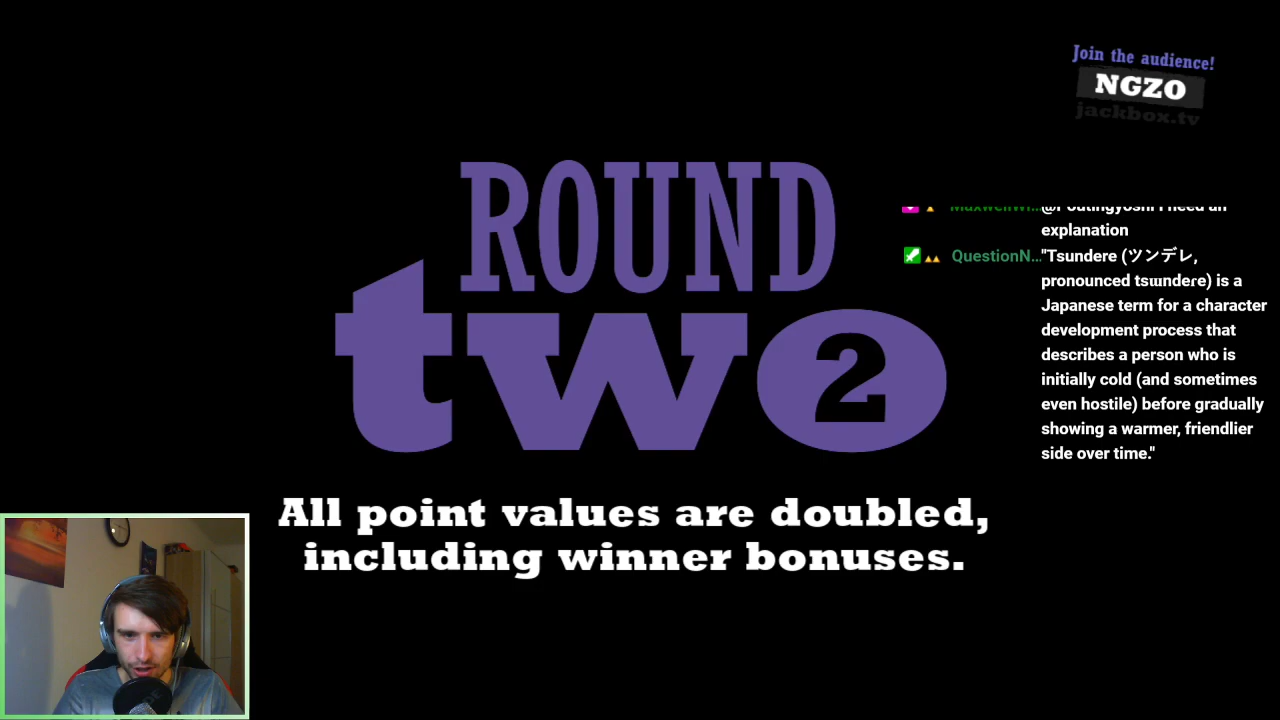 Join the audience!
NGZO
jackbox.tv
ROUND
two
2
All point values are doubled,
including winner bonuses.
explanation
QuestionN... "Tsundere (ツンデレ,
pronounced tsɯndeɾe) is a
Japanese term for a character
development process that
describes a person who is
initially cold (and sometimes
even hostile) before gradually
showing a warmer, friendlier
side over time."